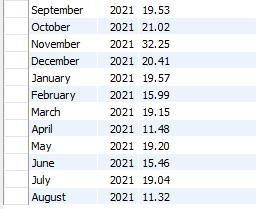 September 2021 19.53
October 2021 21.02
November 2021 32.25
December 2021 20.41
January 2021 19.57
February 2021 15.99
March 2021 19.15
April 2021 11.48
May 2021 19.20
June 2021 15.46
July 2021 19.04
August 2021 11.32